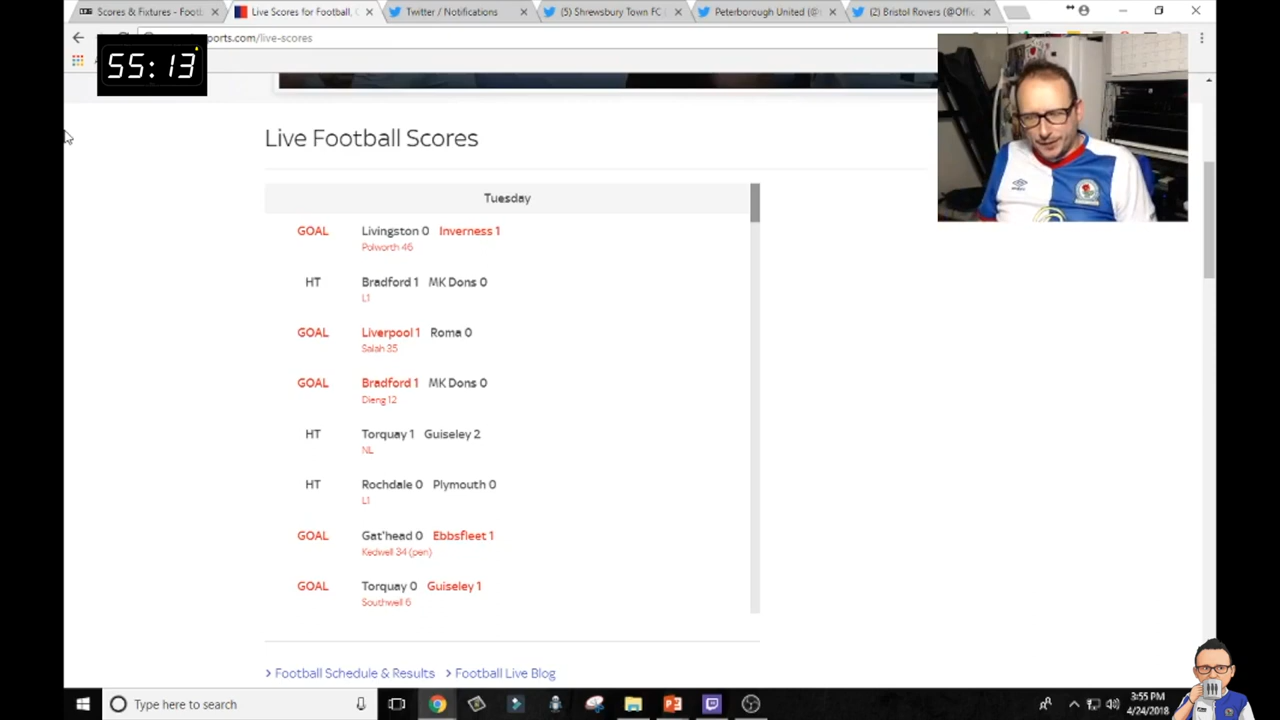 Scores & Fixtures - Footb
Live Scores for Football, C
Twitter / Notifications
(5) Shrewsbury Town FC (
Peterborough United (@
(2) Bristol Rovers (@Offic
ports.com/live-scores
55:13
Live Football Scores
Tuesday
GOAL Livingston 0 Inverness 1
Polworth 46
HT Bradford 1 MK Dons 0
L1
GOAL Liverpool 1 Roma 0
Salah 35
GOAL Bradford 1 MK Dons 0
Dieng 12
HT Torquay 1 Guiseley 2
NL
HT Rochdale 0 Plymouth 0
L1
GOAL Gat'head 0 Ebbsfleet 1
Kedwell 34 (pen)
GOAL Torquay 0 Guiseley 1
Southwell 6
> Football Schedule & Results > Football Live Blog
Type here to search
3:55 PM
4/24/2018